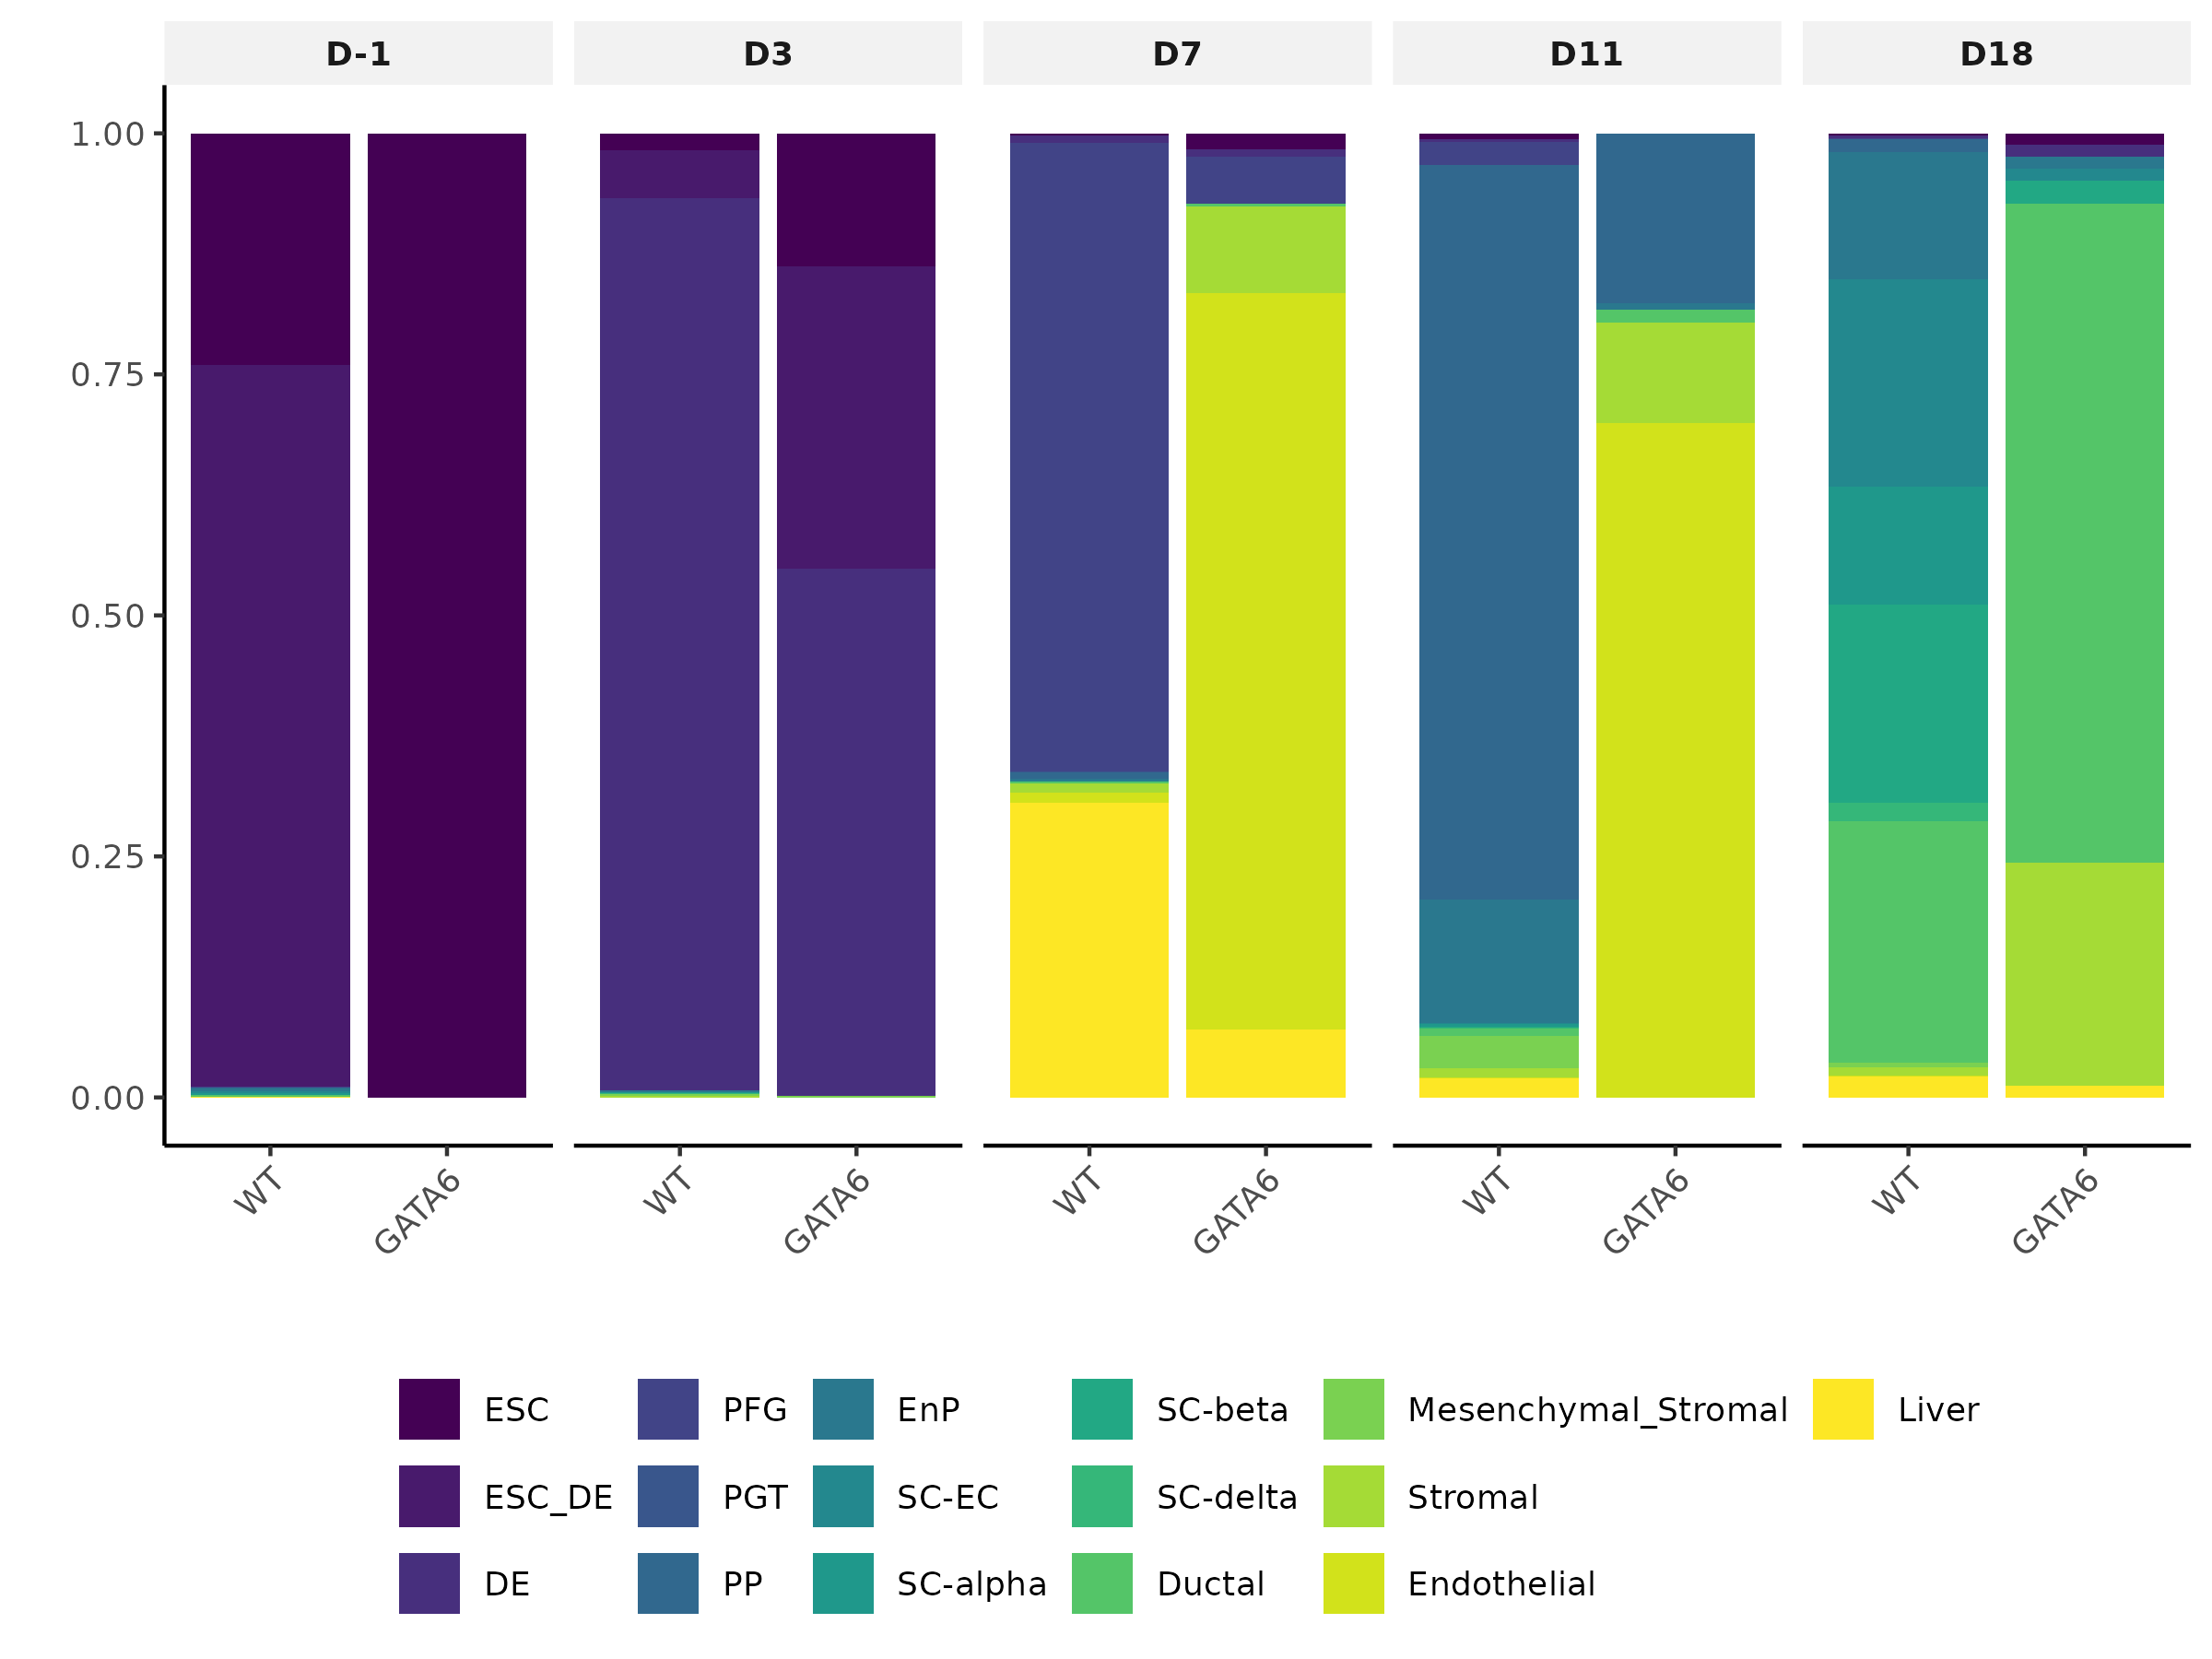 D-1 D3 D7 D11 D18
1.00
0.75
0.50
0.25
0.00
WT GATA6 WT GATA6 WT GATA6 WT GATA6 WT GATA6
ESC PFG EnP SC-beta Mesenchymal_Stromal Liver
ESC_DE PGT SC-EC SC-delta Stromal
DE PP SC-alpha Ductal Endothelial